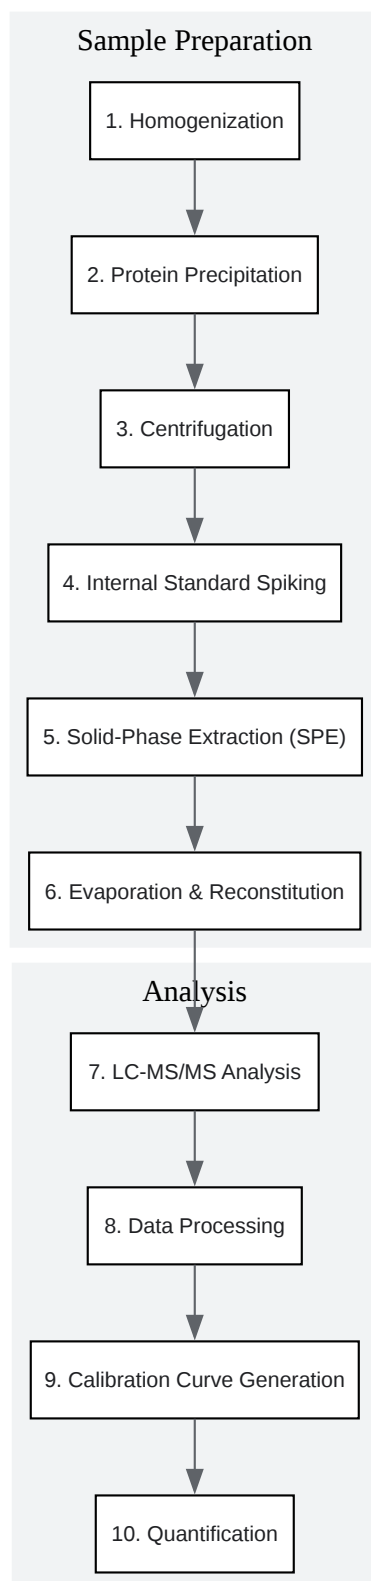 Sample Preparation
1. Homogenization
2. Protein Precipitation
3. Centrifugation
4. Internal Standard Spiking
5. Solid-Phase Extraction (SPE)
6. Evaporation & Reconstitution
Analysis
7. LC-MS/MS Analysis
8. Data Processing
9. Calibration Curve Generation
10. Quantification